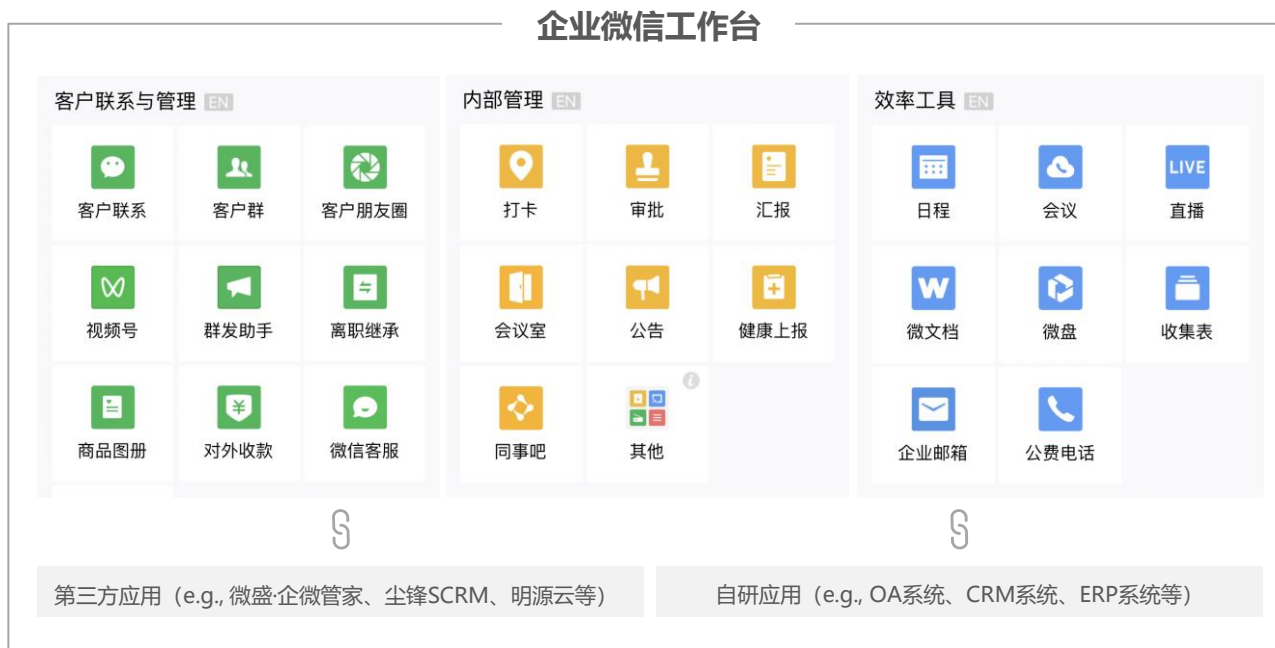 企业微信工作台
客户联系与管理 EN
客户联系 客户群 客户朋友圈
视频号 群发助手 离职继承
商品图册 对外收款 微信客服
内部管理 EN
打卡 审批 汇报
会议室 公告 健康上报
同事吧 其他
效率工具 EN
LIVE
日程 会议 直播
W
微文档 微盘 收集表
企业邮箱 公费电话
第三方应用（e.g., 微盛·企微管家、尘锋SCRM、明源云等）
自研应用（e.g., OA系统、CRM系统、ERP系统等）